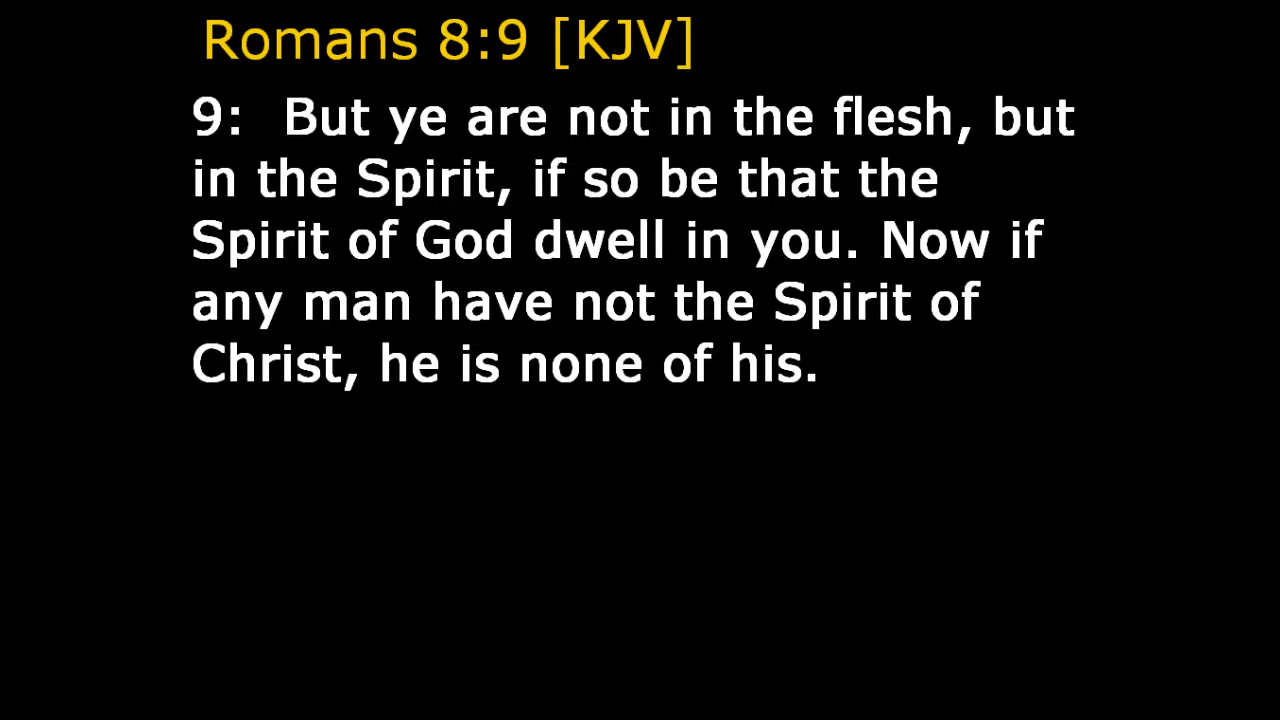 Romans 8:9 [KJV]
9:  But ye are not in the flesh, but
in the Spirit, if so be that the
Spirit of God dwell in you. Now if
any man have not the Spirit of
Christ, he is none of his.